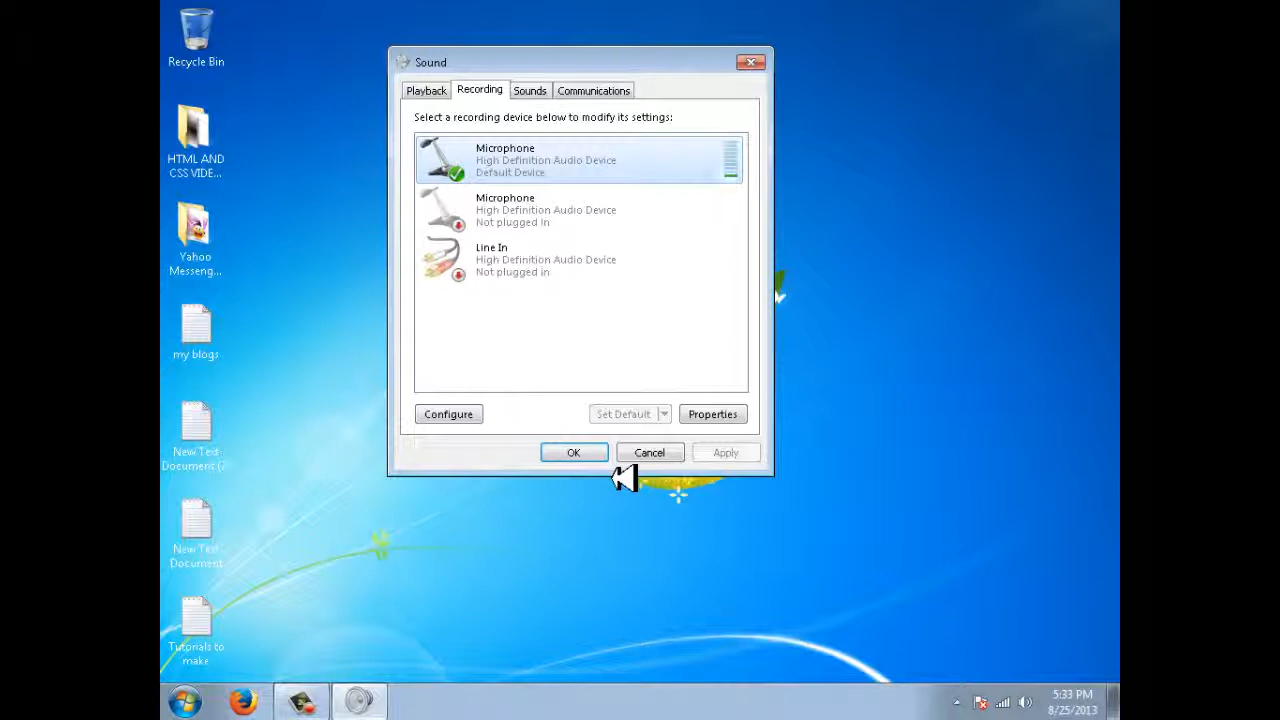 Recycle Bin
HTML AND
CSS VIDE...
Yahoo
Messeng...
my blogs
New Text
Document (2
New Text
Document
Tutorials to
make
Sound
Playback
Recording
Sounds
Communications
Select a recording device below to modify its settings:
Microphone
High Definition Audio Device
Default Device
Microphone
High Definition Audio Device
Not plugged in
Line In
High Definition Audio Device
Not plugged in
Configure
Set Default
Properties
OK
Cancel
Apply
5:33 PM
8/25/2013